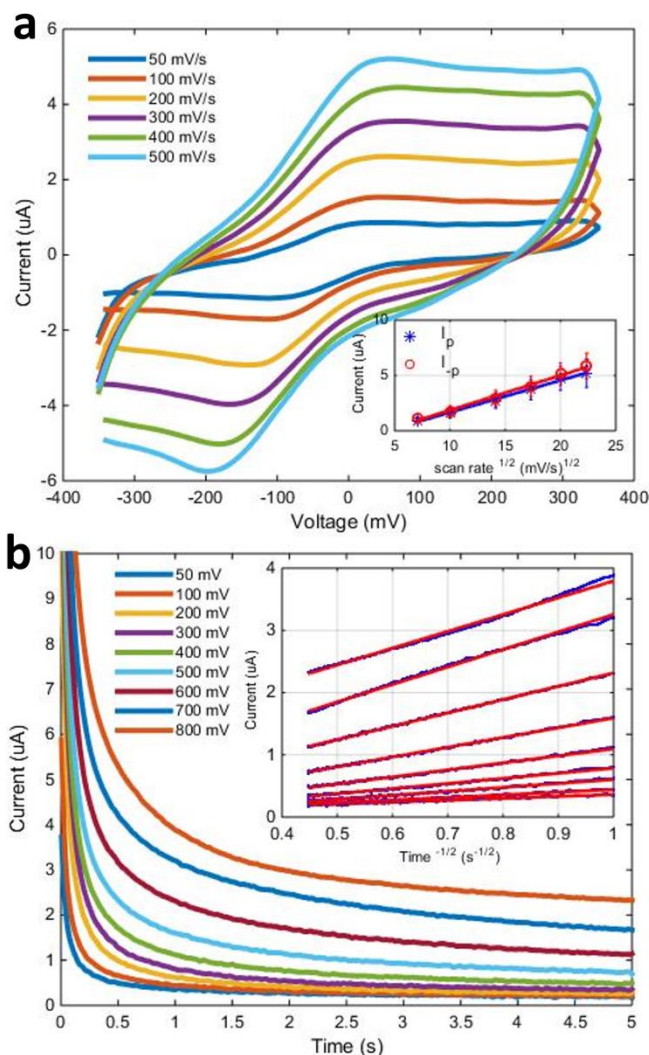 a
6
4
2
0
-2
-4
-6
Current (uA)
50 mV/s
100 mV/s
200 mV/s
300 mV/s
400 mV/s
500 mV/s
10
5
0
Current (uA)
Ip
I-p
5 10 15 20 25
scan rate 1/2 (mV/s)1/2
-400 -300 -200 -100 0 100 200 300 400
Voltage (mV)
b
10
9
8
7
6
5
4
3
2
1
0
Current (uA)
50 mV
100 mV
200 mV
300 mV
400 mV
500 mV
600 mV
700 mV
800 mV
4
3
2
1
0
Current (uA)
0.4 0.5 0.6 0.7 0.8 0.9 1
Time -1/2 (s-1/2)
0 0.5 1 1.5 2 2.5 3 3.5 4 4.5 5
Time (s)